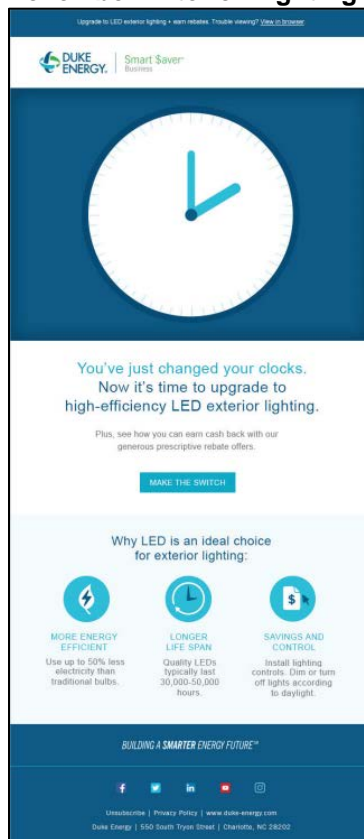 Upgrade to LED exterior lighting + earn rebates. Trouble viewing? View in browser.
DUKE
ENERGY.
Smart $aver
Business
You've just changed your clocks.
Now it's time to upgrade to
high-efficiency LED exterior lighting.
Plus, see how you can earn cash back with our
generous prescriptive rebate offers.
MAKE THE SWITCH
Why LED is an ideal choice
for exterior lighting:
MORE ENERGY
EFFICIENT
Use up to 50% less
electricity than
traditional bulbs.
LONGER
LIFE SPAN
Quality LEDs
typically last
30,000-50,000
hours.
SAVINGS AND
CONTROL
Install lighting
controls. Dim or turn
off lights according
to daylight.
BUILDING A SMARTER ENERGY FUTURE℠
Unsubscribe | Privacy Policy | www.duke-energy.com
Duke Energy | 550 South Tryon Street | Charlotte, NC 28202